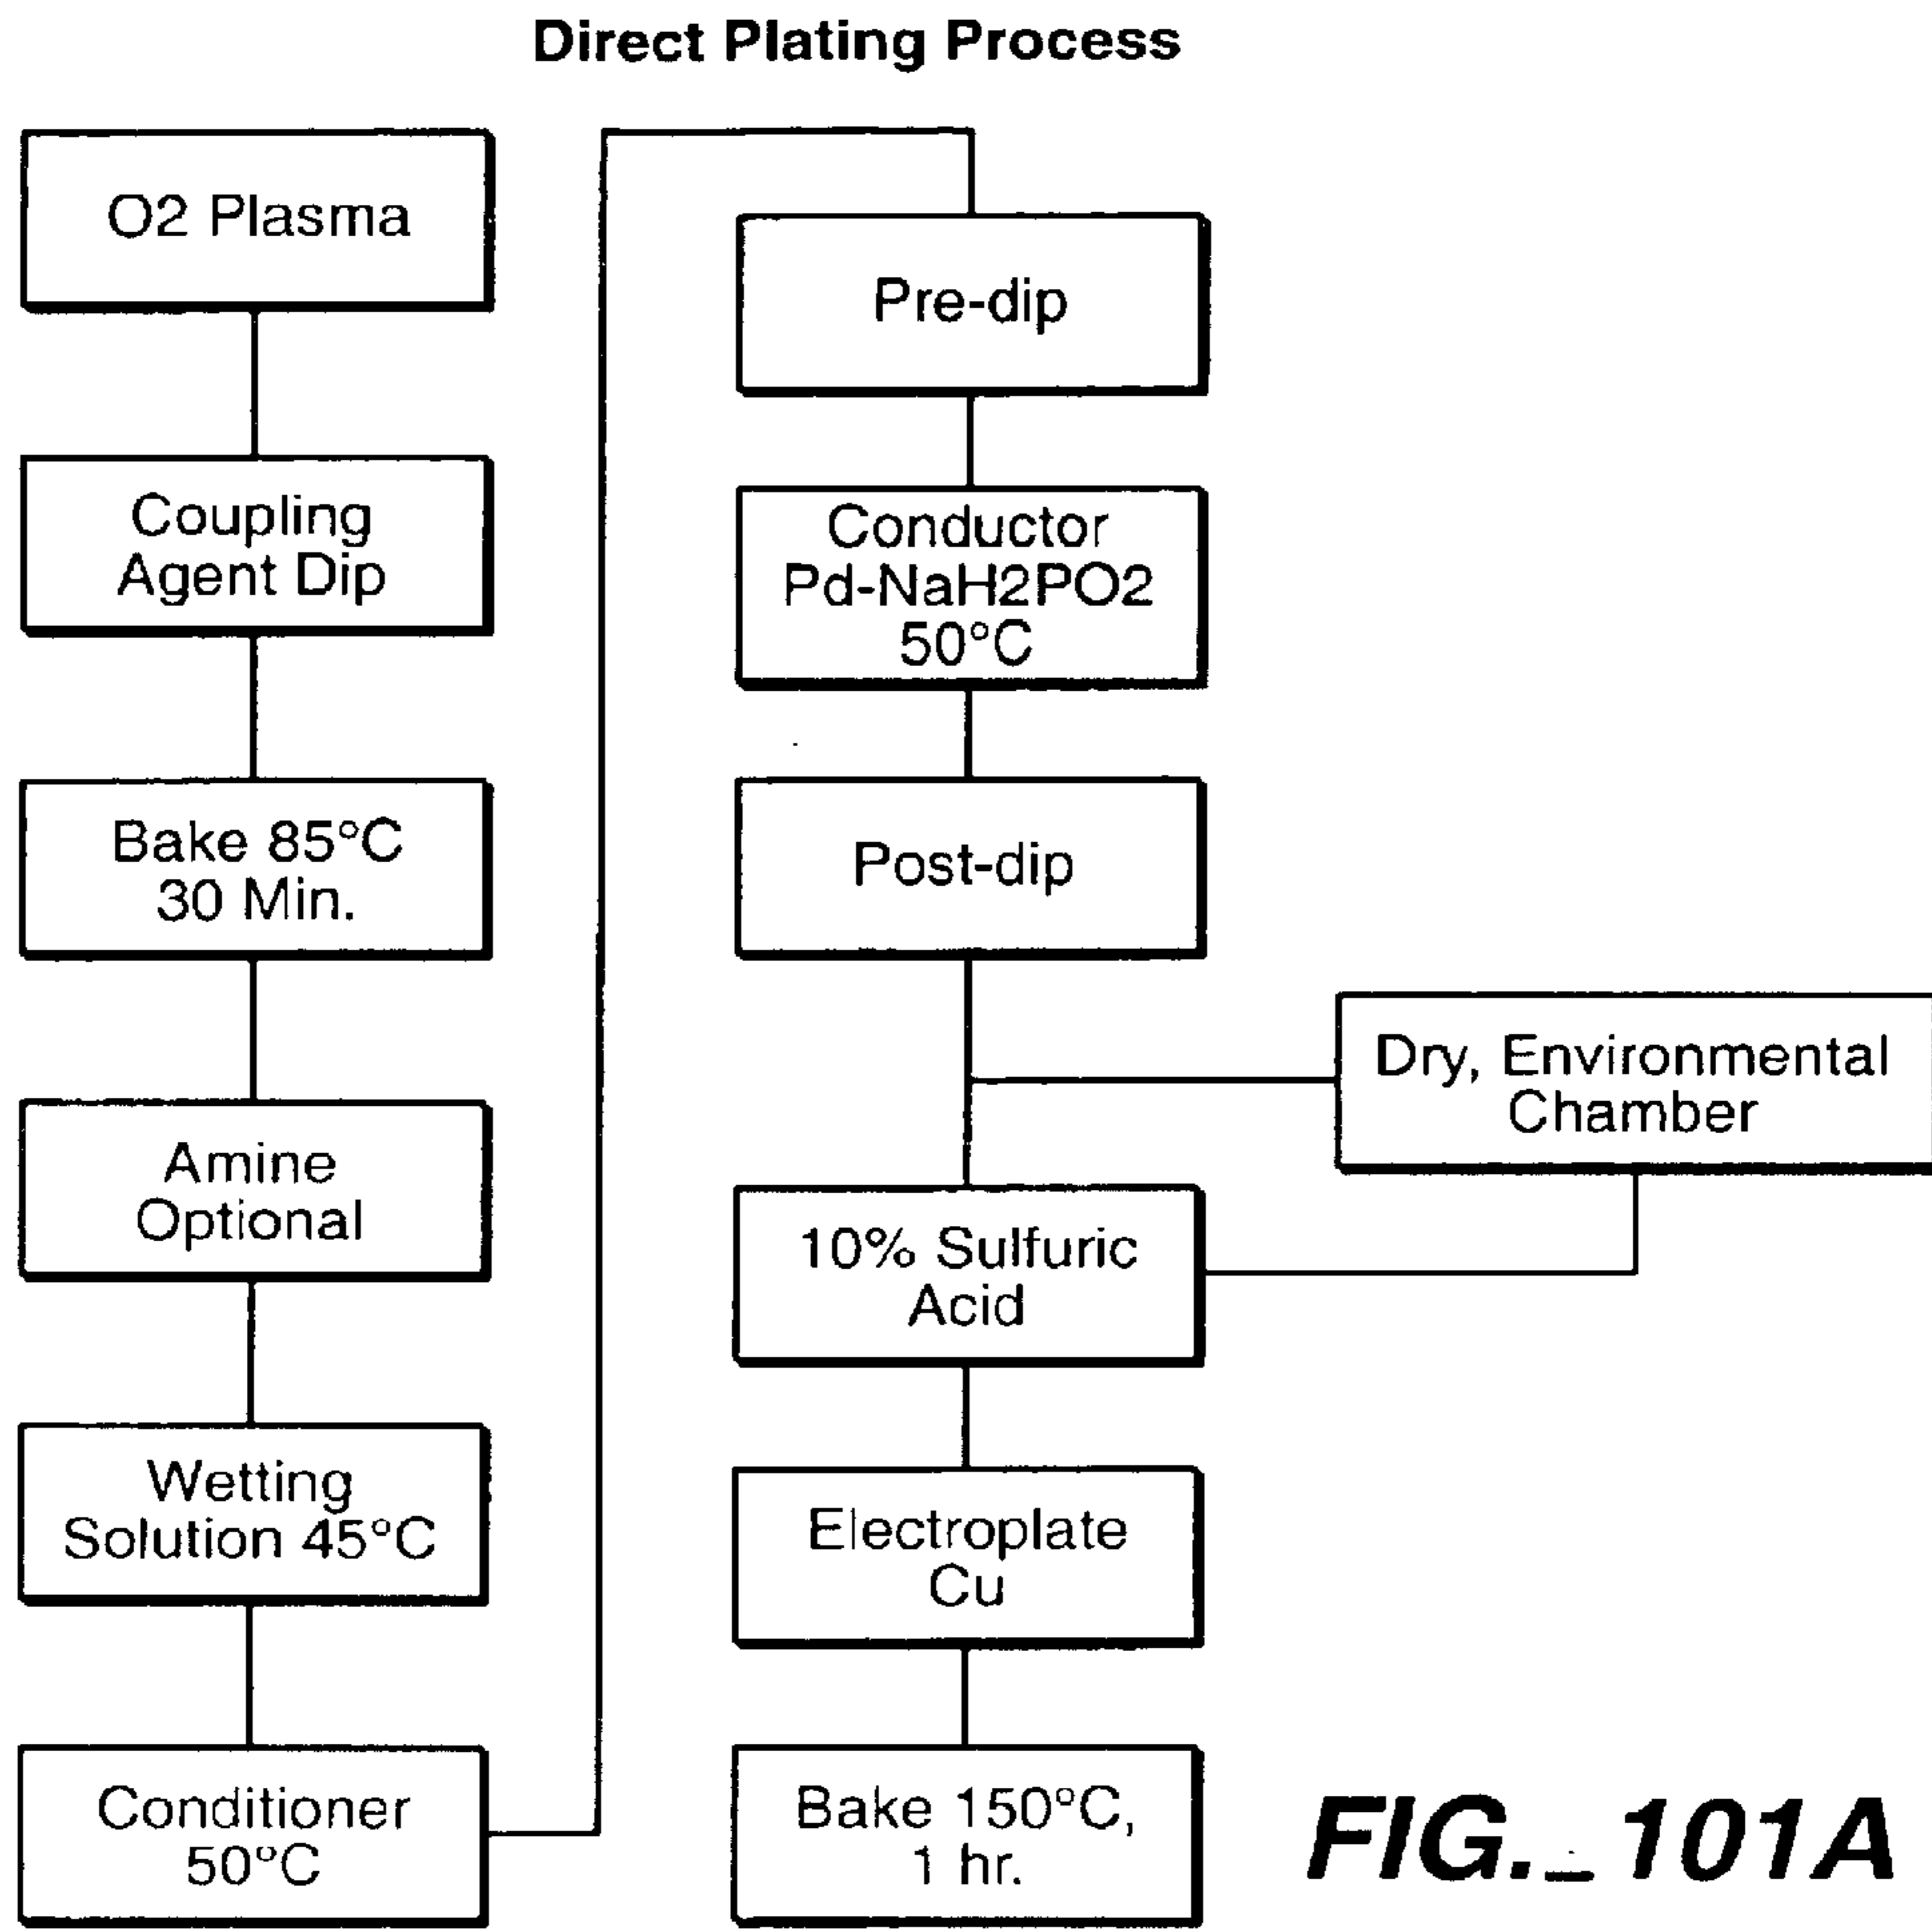 Direct Plating Process
O2 Plasma
Coupling
Agent Dip
Bake 85°C
30 Min.
Amine
Optional
Wetting
Solution 45°C
Conditioner
50°C
Pre-dip
Conductor
Pd-NaH2PO2
50°C
Post-dip
Dry, Environmental
Chamber
10% Sulfuric
Acid
Electroplate
Cu
Bake 150°C,
1 hr.
FIG._101A